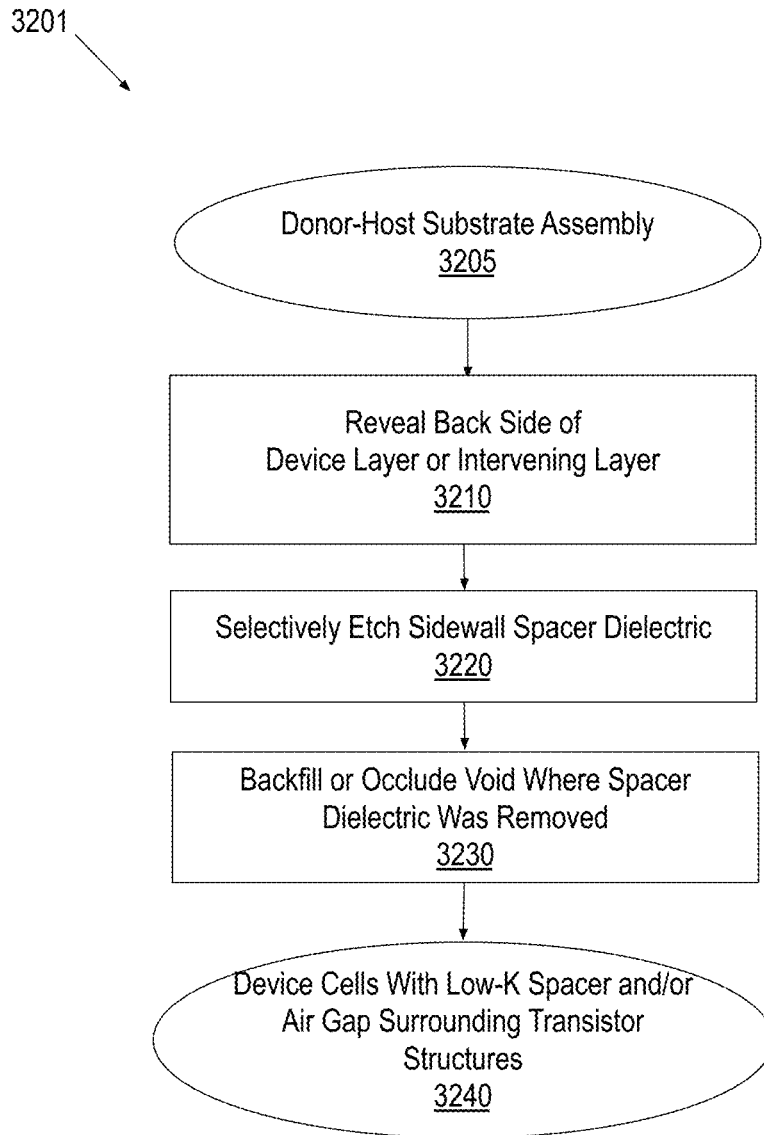 3201
Donor-Host Substrate Assembly
3205
Reveal Back Side of
Device Layer or Intervening Layer
3210
Selectively Etch Sidewall Spacer Dielectric
3220
Backfill or Occlude Void Where Spacer
Dielectric Was Removed
3230
Device Cells With Low-K Spacer and/or
Air Gap Surrounding Transistor
Structures
3240